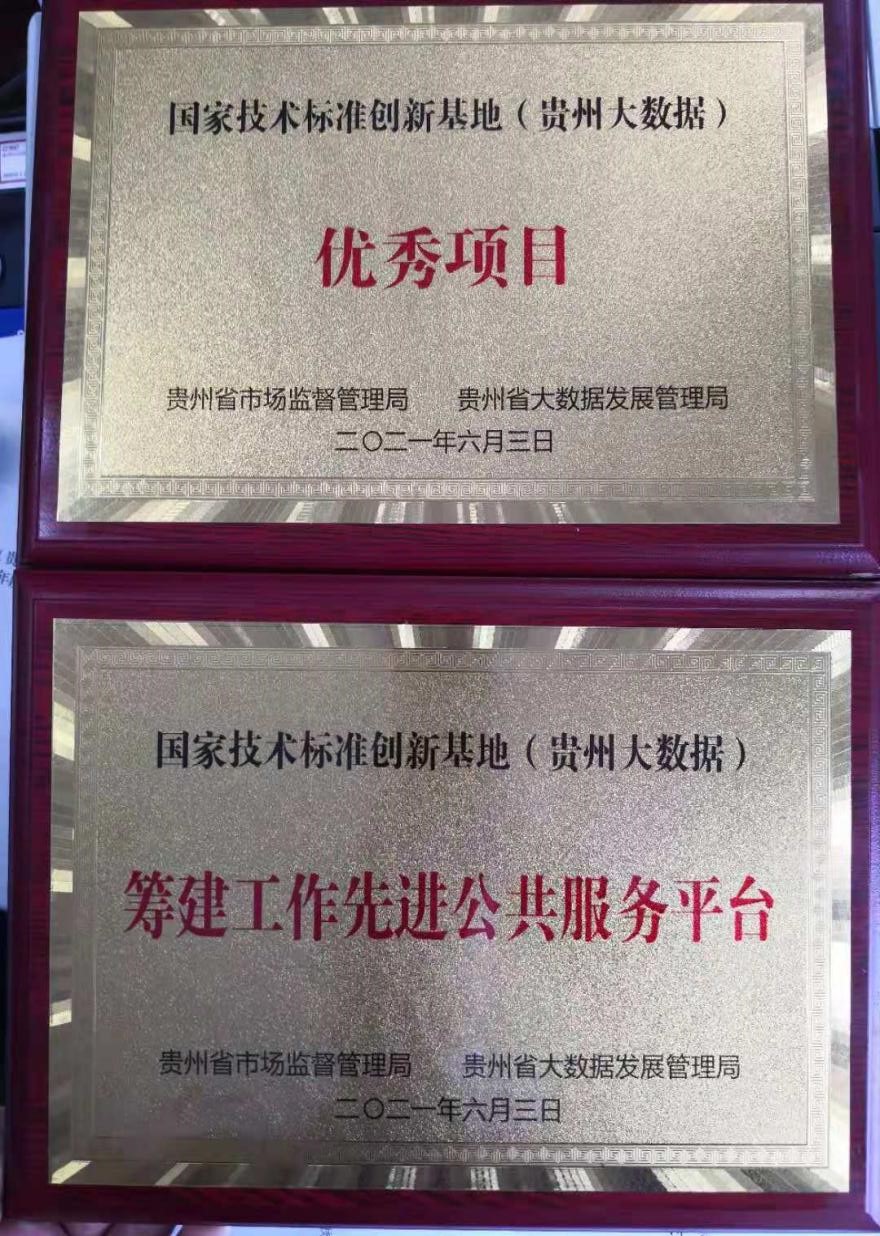 国家技术标准创新基地（贵州大数据）
优秀项目
贵州省市场监督管理局 贵州省大数据发展管理局
二〇二一年六月三日
国家技术标准创新基地（贵州大数据）
筹建工作先进公共服务平台
贵州省市场监督管理局 贵州省大数据发展管理局
二〇二一年六月三日